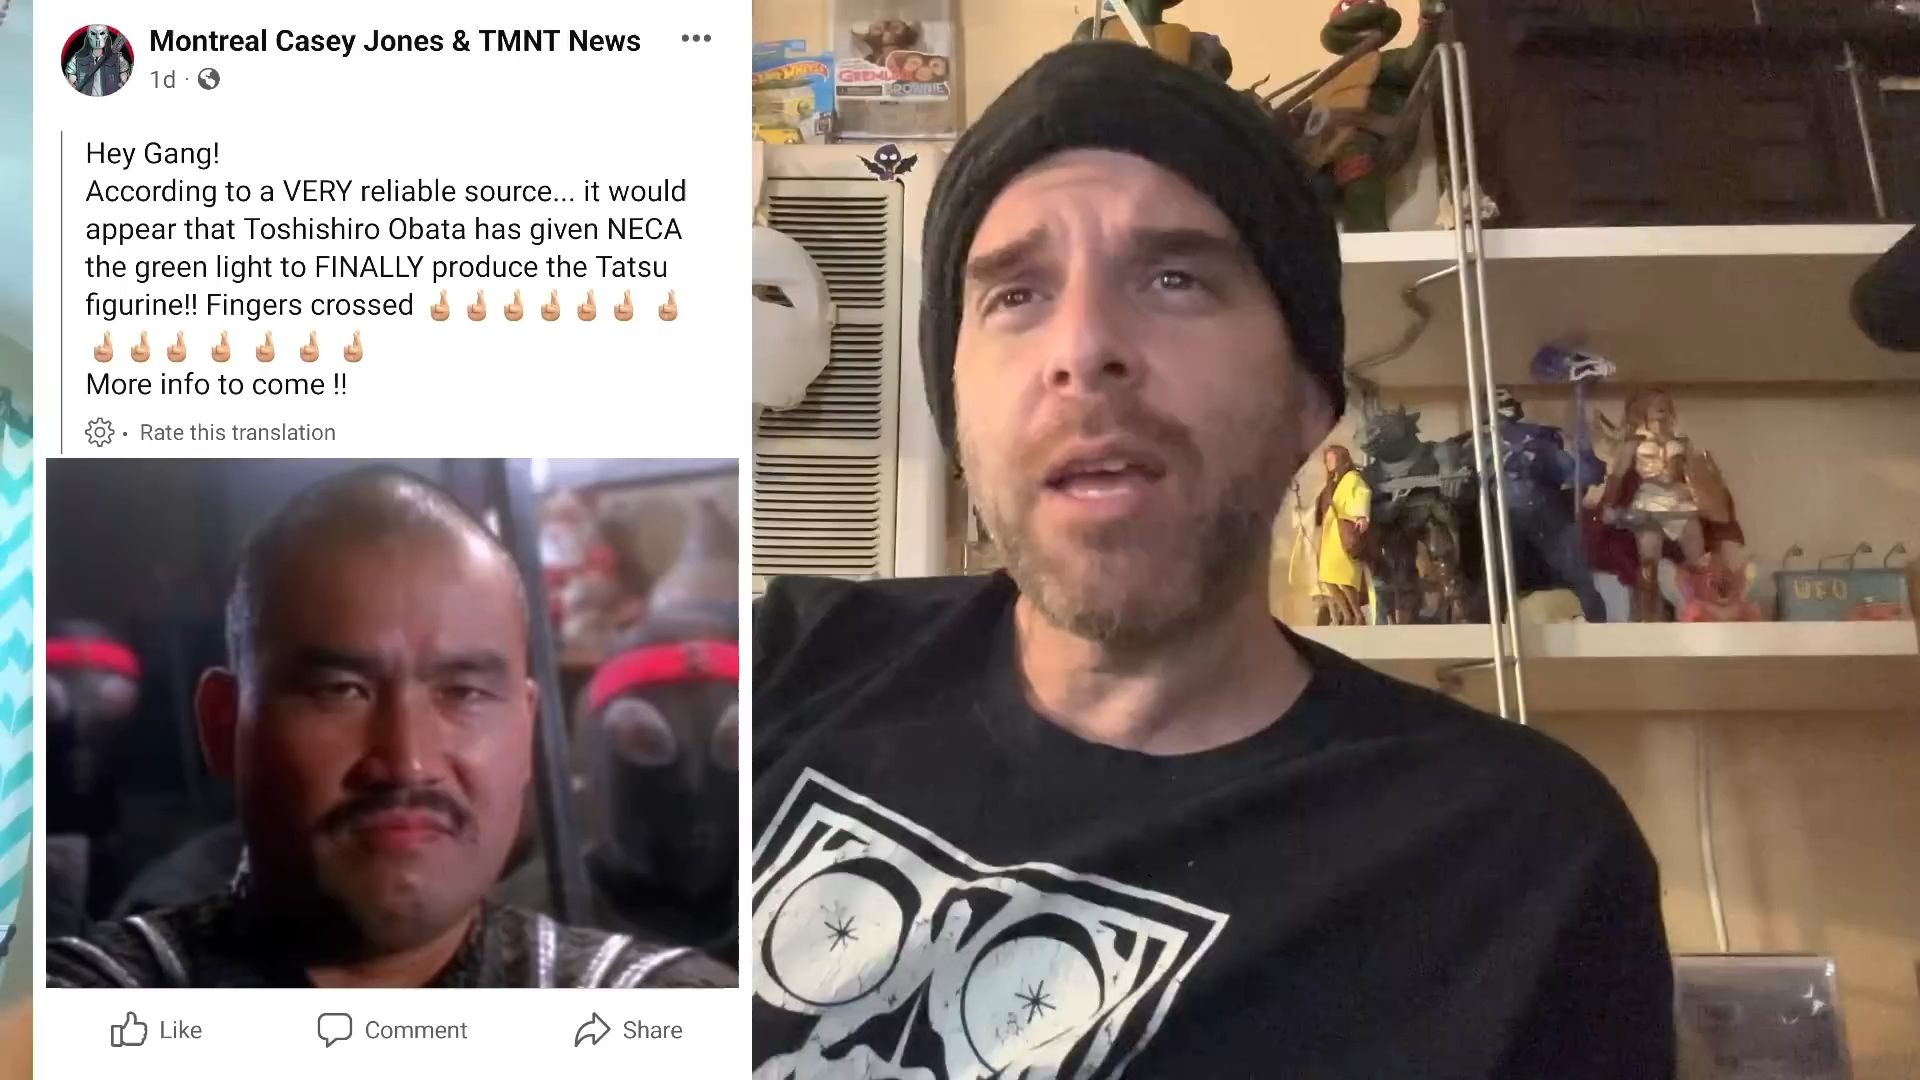 Montreal Casey Jones & TMNT News
1d
Hey Gang!
According to a VERY reliable source... it would
appear that Toshishiro Obata has given NECA
the green light to FINALLY produce the Tatsu
figurine!! Fingers crossed 🤞🏼🤞🏼🤞🏼🤞🏼🤞🏼🤞🏼🤞🏼
🤞🏼🤞🏼🤞🏼🤞🏼🤞🏼🤞🏼🤞🏼
More info to come !!
Rate this translation
Like
Comment
Share
HOT WHEELS
GREMLINS
BROWNIE
UFO